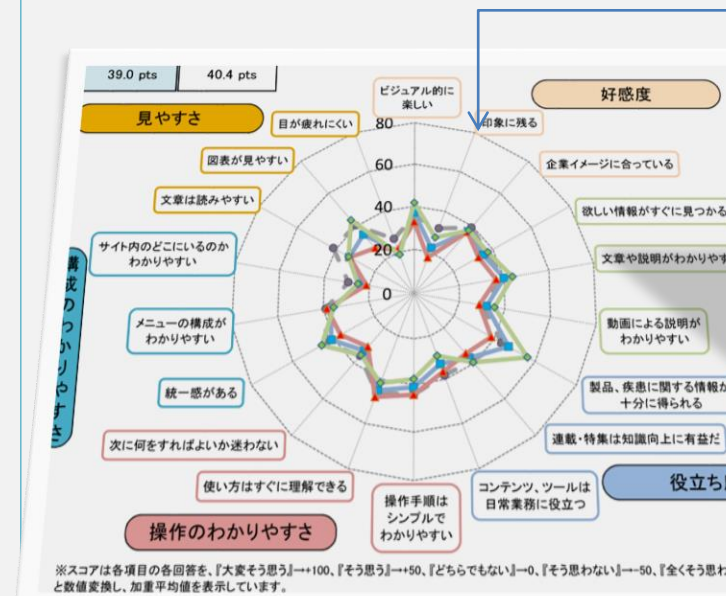 39.0 pts
40.4 pts
見やすさ
好感度
ビジュアル的に
楽しい
目が疲れにくい
印象に残る
図表が見やすい
企業イメージに合っている
文章は読みやすい
欲しい情報がすぐに見つかる
サイト内のどこにいるのか
わかりやすい
文章や説明がわかりやす
構成のわかりやすさ
80
60
40
20
0
メニューの構成が
わかりやすい
動画による説明が
わかりやすい
統一感がある
製品、疾患に関する情報が
十分に得られる
次に何をすればよいか迷わない
連載・特集は知識向上に有益だ
使い方はすぐに理解できる
操作手順は
シンプルで
わかりやすい
コンテンツ、ツールは
日常業務に役立つ
役立ち
操作のわかりやすさ
※スコアは各項目の各回答を、『大変そう思う』→+100、『そう思う』→+50、『どちらでもない』→0、『そう思わない』→-50、『全くそう思わ
と数値変換し、加重平均値を表示しています。